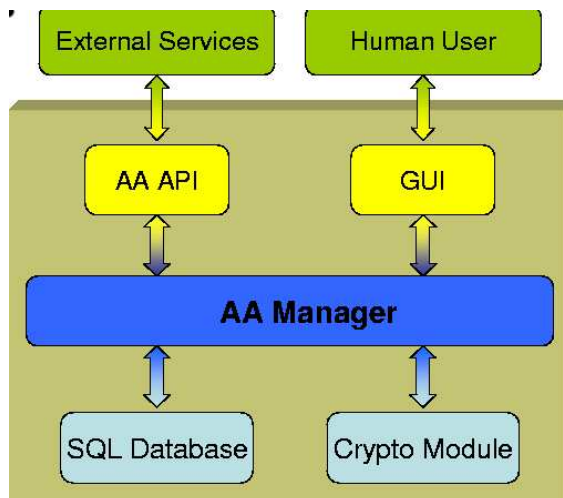 External Services
Human User
AA API
GUI
AA Manager
SQL Database
Crypto Module